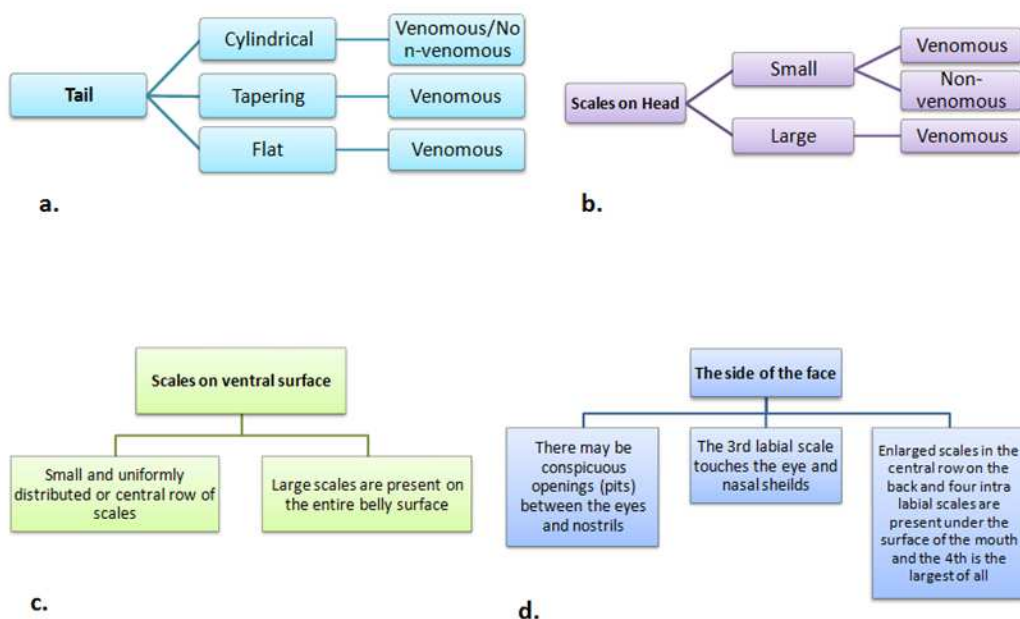 Tail
Cylindrical
Venomous/No
n-venomous
Tapering
Venomous
Flat
Venomous
a.
Scales on Head
Small
Venomous
Non-
venomous
Large
Venomous
b.
Scales on ventral surface
Small and uniformly
distributed or central row of
scales
Large scales are present on
the entire belly surface
c.
The side of the
face
There may be
conspicuous
openings (pits)
between the eyes
and nostrils
The 3rd labial scale
touches the eye and
nasal sheilds
Enlarged scales in the
central row on the
back and four intra
labial scales are
present under the
surface of the mouth
and the 4th is the
largest of all
d.